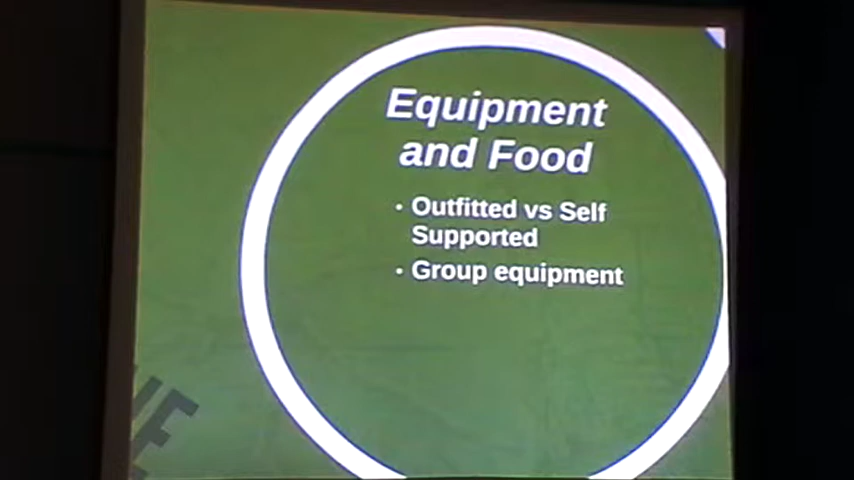 Equipment
and Food
• Outfitted vs Self
Supported
• Group equipment